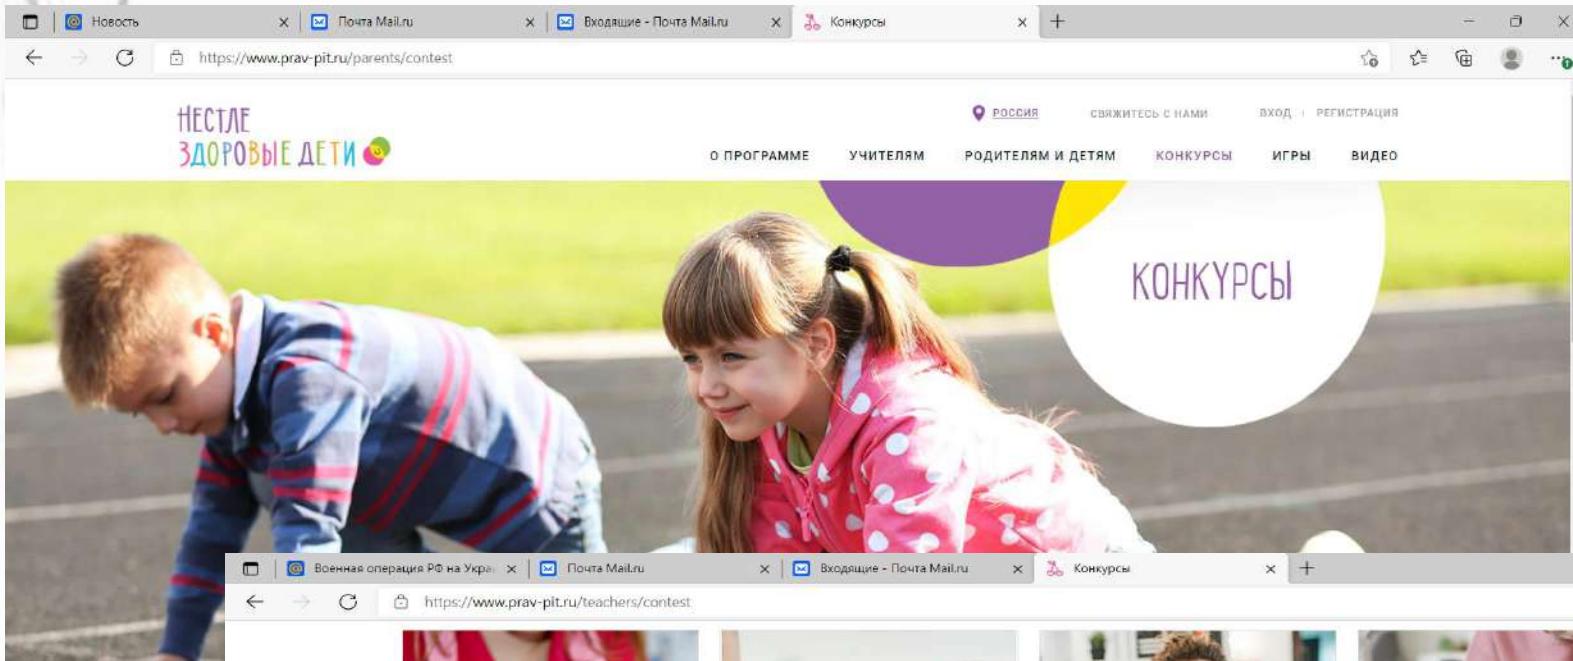 Новость
Почта Mail.ru
Входящие - Почта Mail.ru
Конкурсы
https://www.prav-pit.ru/parents/contest
НЕСТЛЕ
ЗДОРОВЫЕ ДЕТИ
РОССИЯ
СВЯЖИТЕСЬ С НАМИ
ВХОД
РЕГИСТРАЦИЯ
О ПРОГРАММЕ
УЧИТЕЛЯМ
РОДИТЕЛЯМ И ДЕТЯМ
КОНКУРСЫ
ИГРЫ
ВИДЕО
КОНКУРСЫ
Военная операция РФ на Укра
Почта Mail.ru
Входящие - Почта Mail.ru
Конкурсы
https://www.prav-pit.ru/teachers/contest